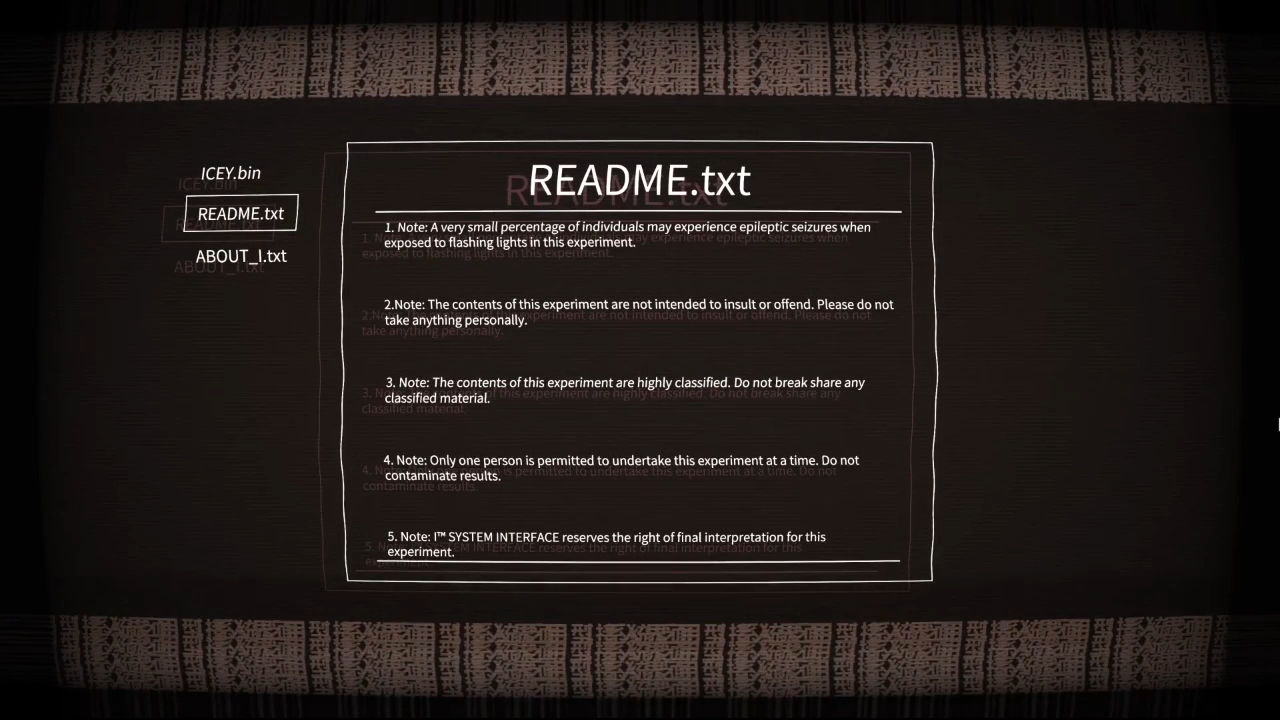 ICEY.bin
README.txt
ABOUT_I.txt
README.txt
1. Note: A very small percentage of individuals may experience epileptic seizures when
exposed to flashing lights in this experiment.
2.Note: The contents of this experiment are not intended to insult or offend. Please do not
take anything personally.
3. Note: The contents of this experiment are highly classified. Do not break share any
classified material.
4. Note: Only one person is permitted to undertake this experiment at a time. Do not
contaminate results.
5. Note: I™ SYSTEM INTERFACE reserves the right of final interpretation for this
experiment.